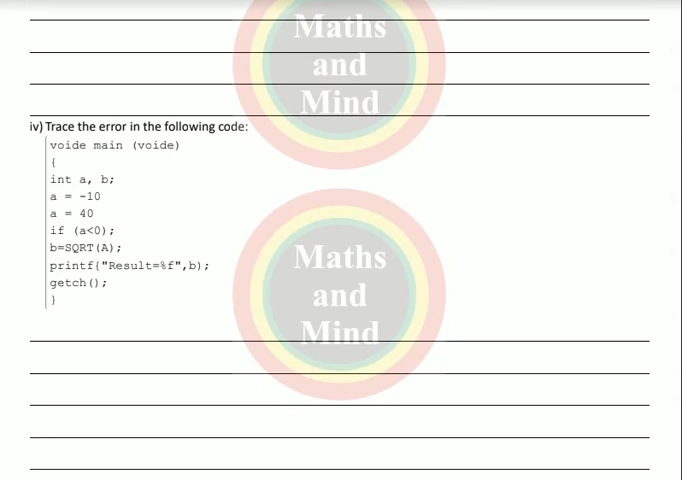 Maths
and
Mind
iv) Trace the error in the following code:
voide main (voide)
{
int a, b;
a = -10
a = 40
if (a<0);
b=SQRT(A);
printf{"Result=%f",b);
getch();
}
Maths
and
Mind